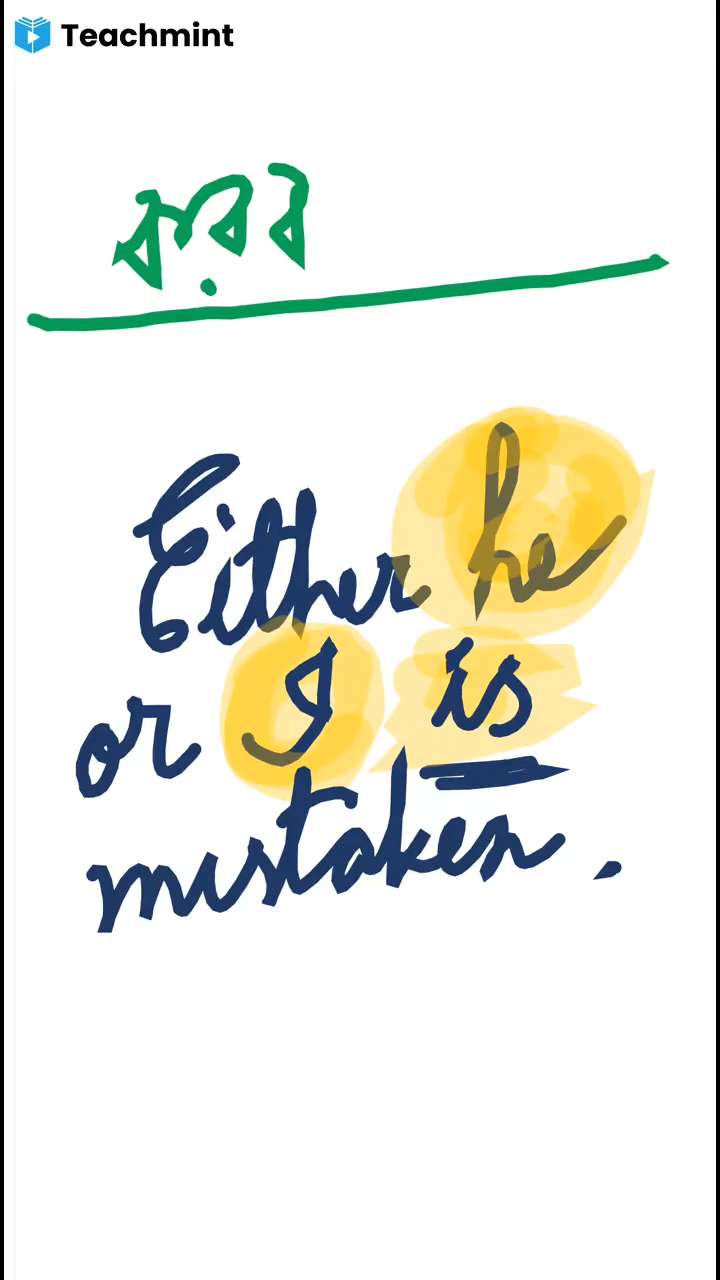 Teachmint
Either he
or I is
mistaken.